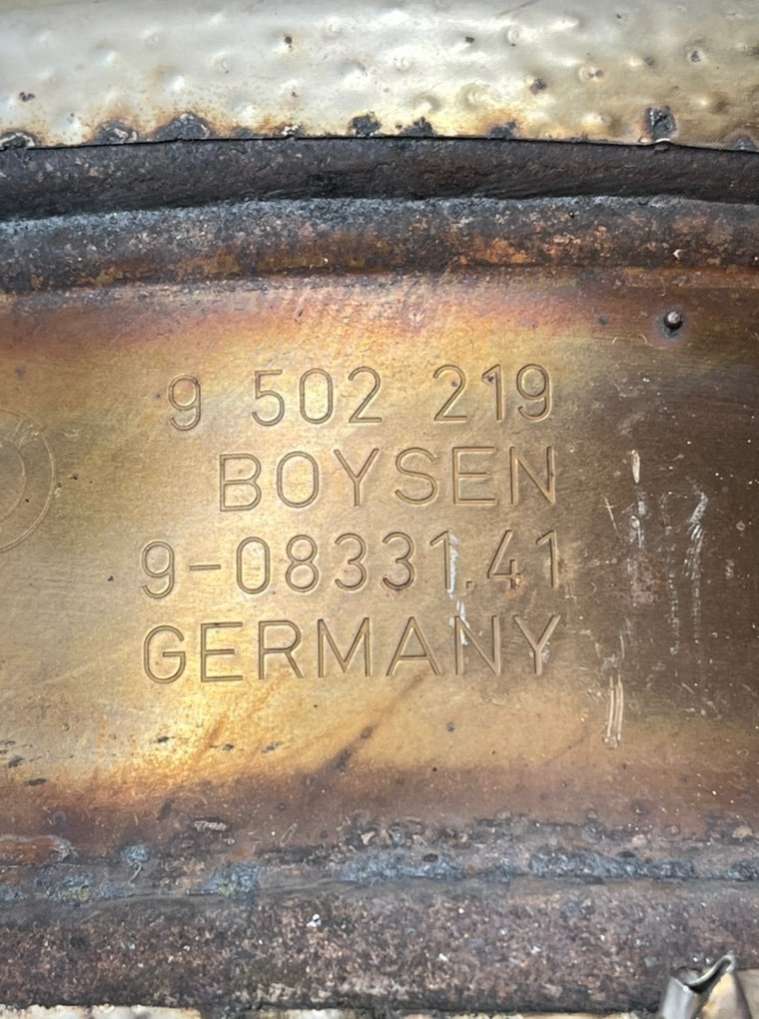 9 502 219
BOYSEN
9-08331.41
GERMANY